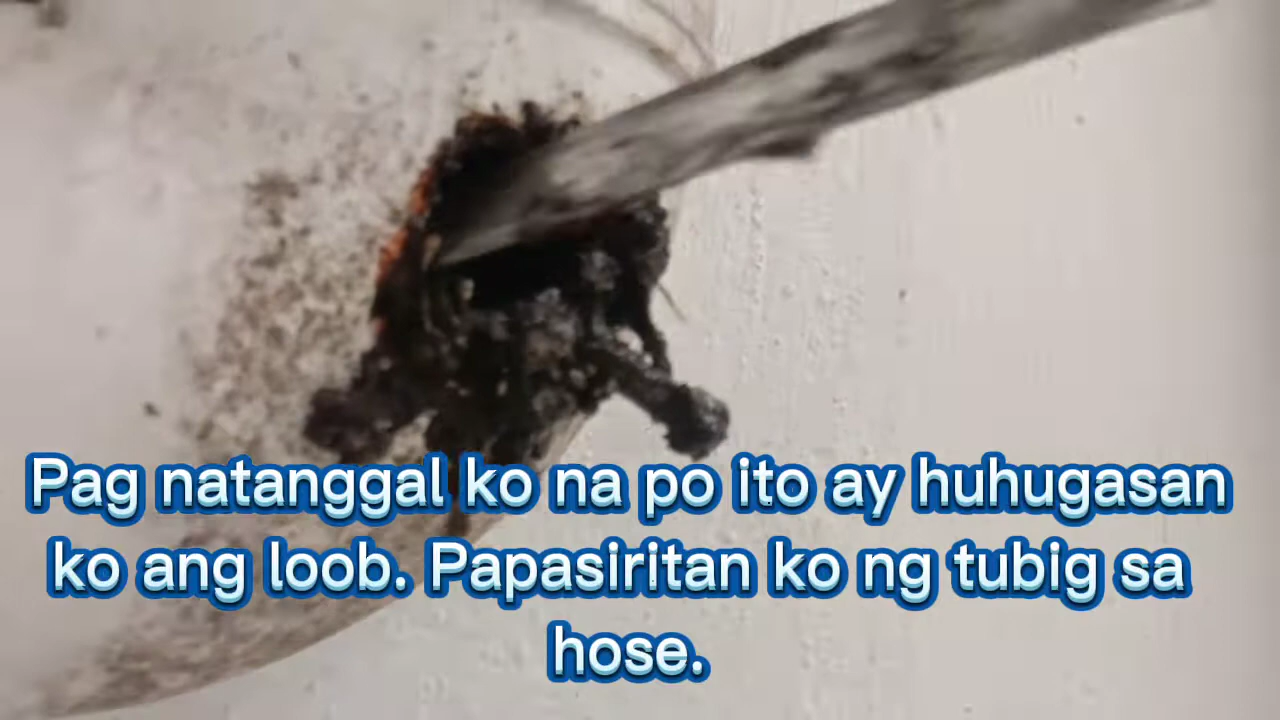 Pag natanggal ko na po ito ay huhugasan
ko ang loob. Papasiritan ko ng tubig sa
hose.